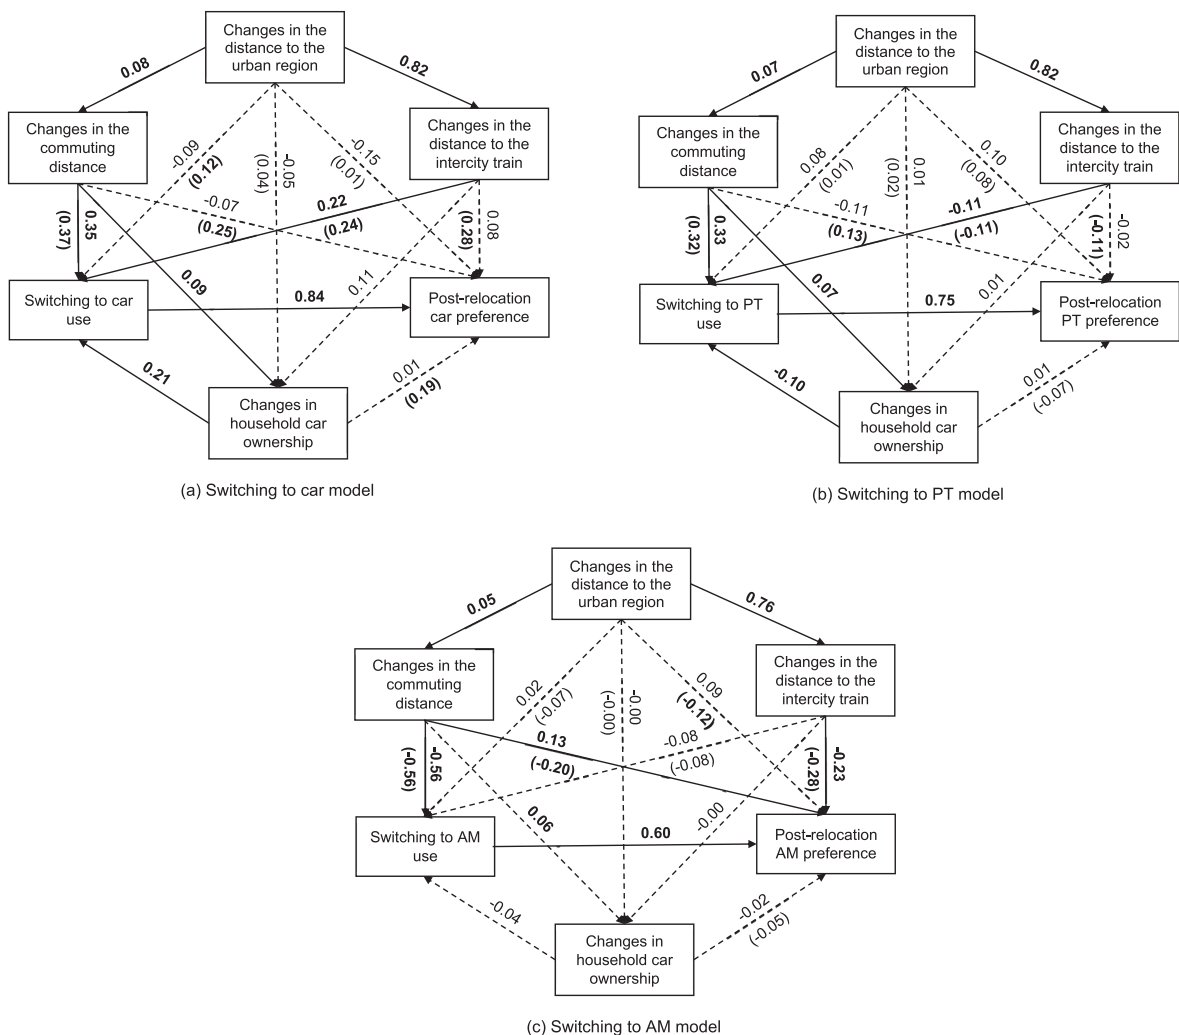 Changes in the
distance to the
urban region
0.08
0.82
Changes in the
commuting
distance
Changes in the
distance to the
intercity train
-0.09
(0.12)
-0.05
(0.04)
-0.15
(0.01)
-0.07
(0.25)
0.22
(0.24)
0.35
(0.37)
0.08
(0.28)
0.09
0.11
Switching to car
use
0.84
Post-relocation
car preference
0.21
0.01
(0.19)
Changes in
household car
ownership
(a) Switching to car model
Changes in the
distance to the
urban region
0.07
0.82
Changes in the
commuting
distance
Changes in the
distance to the
intercity train
0.08
(0.01)
0.01
(0.02)
0.10
(0.08)
-0.11
(0.13)
-0.11
(-0.11)
0.33
(0.32)
-0.02
(-0.11)
0.07
0.01
Switching to PT
use
0.75
Post-relocation
PT preference
-0.10
0.01
(-0.07)
Changes in
household car
ownership
(b) Switching to PT model
Changes in the
distance to the
urban region
0.05
0.76
Changes in the
commuting
distance
Changes in the
distance to the
intercity train
0.02
(-0.07)
-0.00
(-0.00)
0.09
(-0.12)
0.13
(-0.20)
-0.08
(-0.08)
-0.56
(-0.56)
-0.23
(-0.28)
0.06
-0.00
Switching to AM
use
0.60
Post-relocation
AM preference
-0.04
-0.02
(-0.05)
Changes in
household car
ownership
(c) Switching to AM model